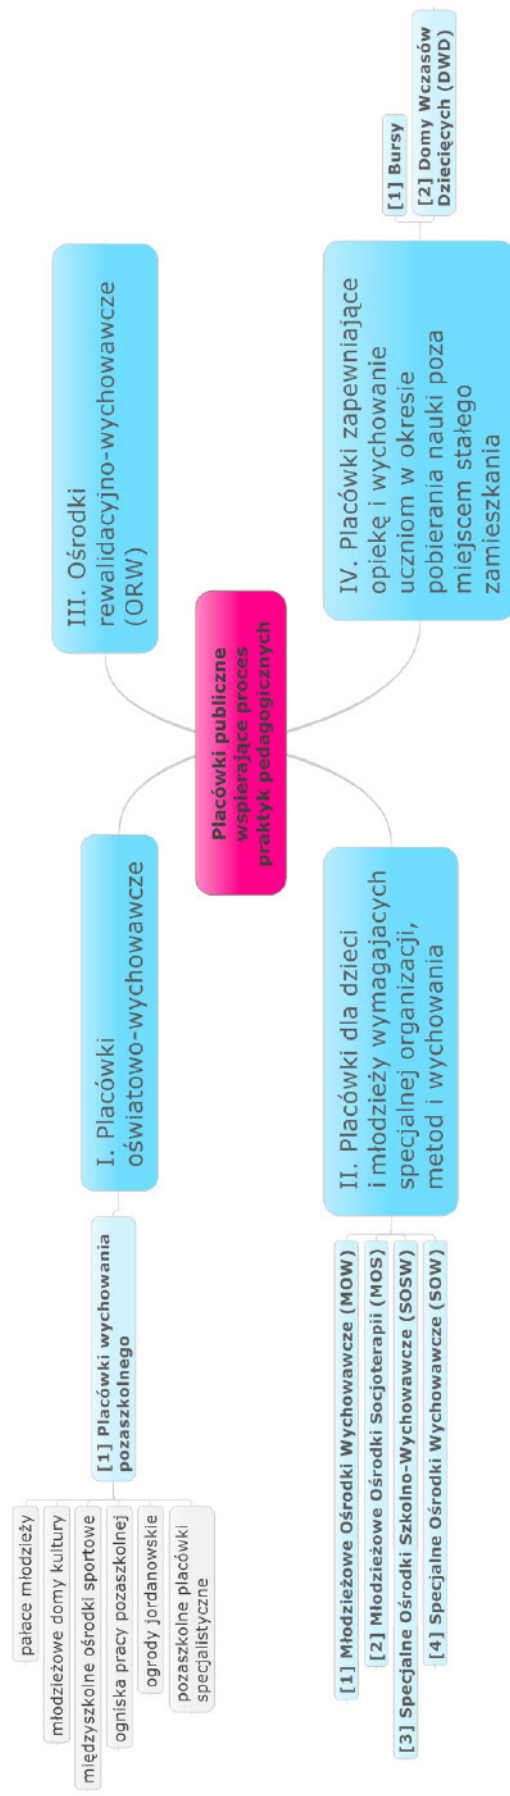 Placówki publiczne
wspierające proces
praktyk pedagogicznych
I. Placówki
oświatowo-wychowawcze
[1] Placówki wychowania
pozaszkolnego
pałace młodzieży
młodzieżowe domy kultury
międzyszkolne ośrodki sportowe
ogniska pracy pozaszkolnej
ogrody jordanowskie
pozaszkolne placówki
specjalistyczne
II. Placówki dla dzieci
i młodzieży wymagajacych
specjalnej organizacji,
metod i wychowania
[1] Młodzieżowe Ośrodki Wychowawcze (MOW)
[2] Młodzieżowe Ośrodki Socjoterapii (MOS)
[3] Specjalne Ośrodki Szkolno-Wychowawcze (SOSW)
[4] Specjalne Ośrodki Wychowawcze (SOW)
III. Ośrodki
rewalidacyjno-wychowawcze
(ORW)
IV. Placówki zapewniające
opiekę i wychowanie
uczniom w okresie
pobierania nauki poza
miejscem stałego
zamieszkania
[1] Bursy
[2] Domy Wczasów
Dziecięcych (DWD)